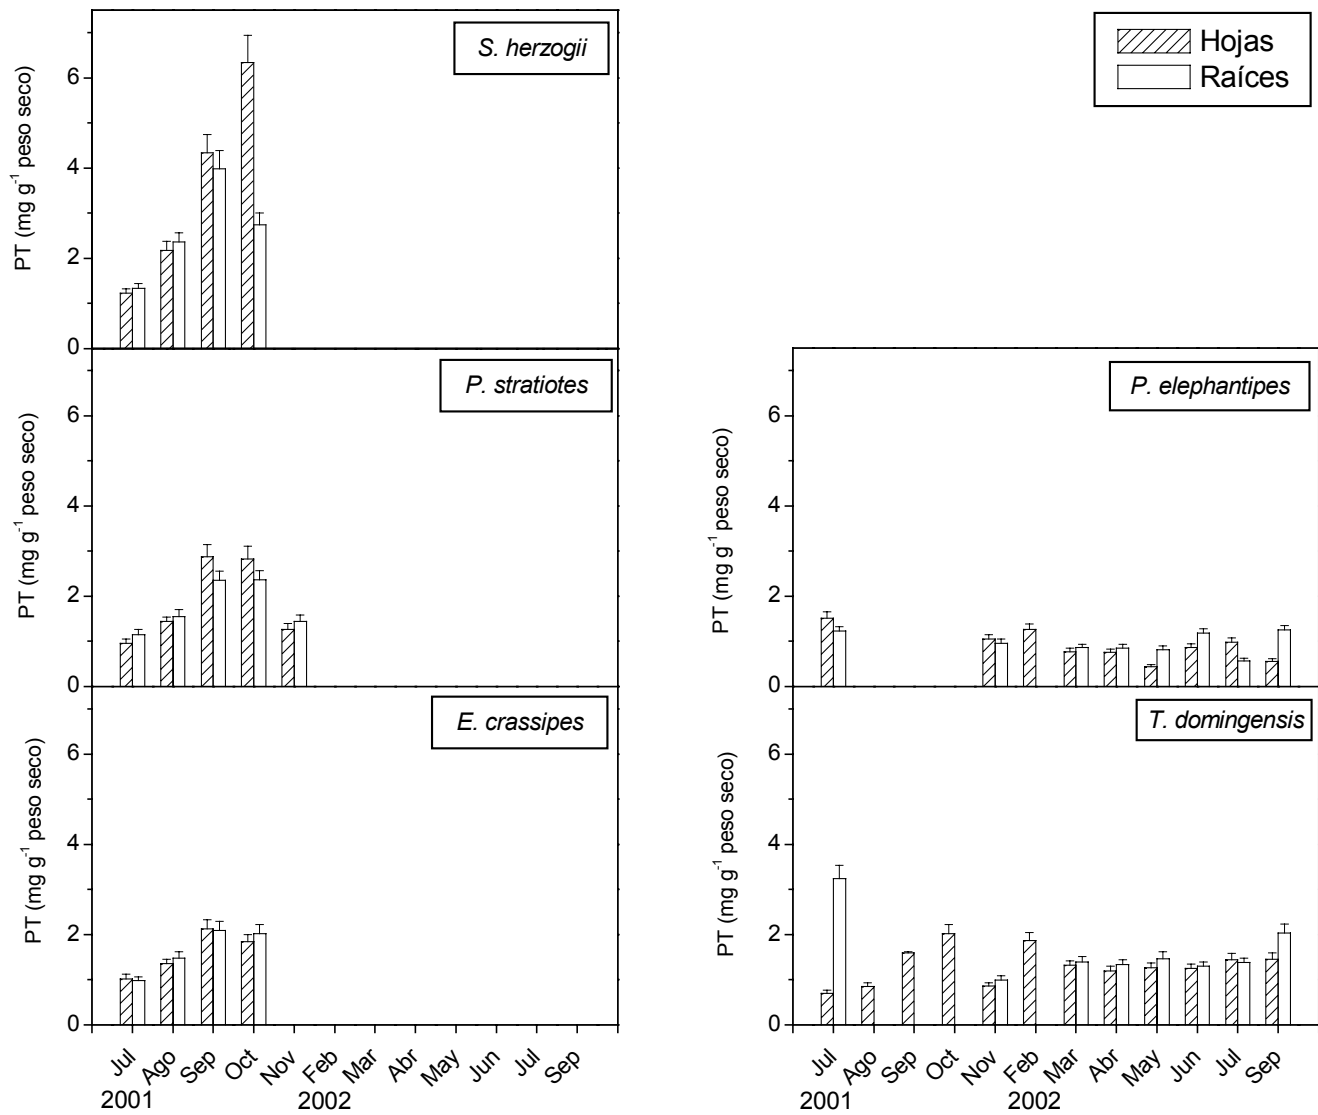 S. herzogii
Hojas
Raíces
PT (mg g⁻¹ peso seco)
6
4
2
0
P. stratiotes
PT (mg g⁻¹ peso seco)
6
4
2
0
P. elephantipes
PT (mg g⁻¹ peso seco)
6
4
2
0
E. crassipes
PT (mg g⁻¹ peso seco)
6
4
2
0
Jul Ago Sep Oct Nov Feb Mar Abr May Jun Jul Sep
2001 2002
T. domingensis
PT (mg g⁻¹ peso seco)
6
4
2
0
Jul Ago Sep Oct Nov Feb Mar Abr May Jun Jul Sep
2001 2002